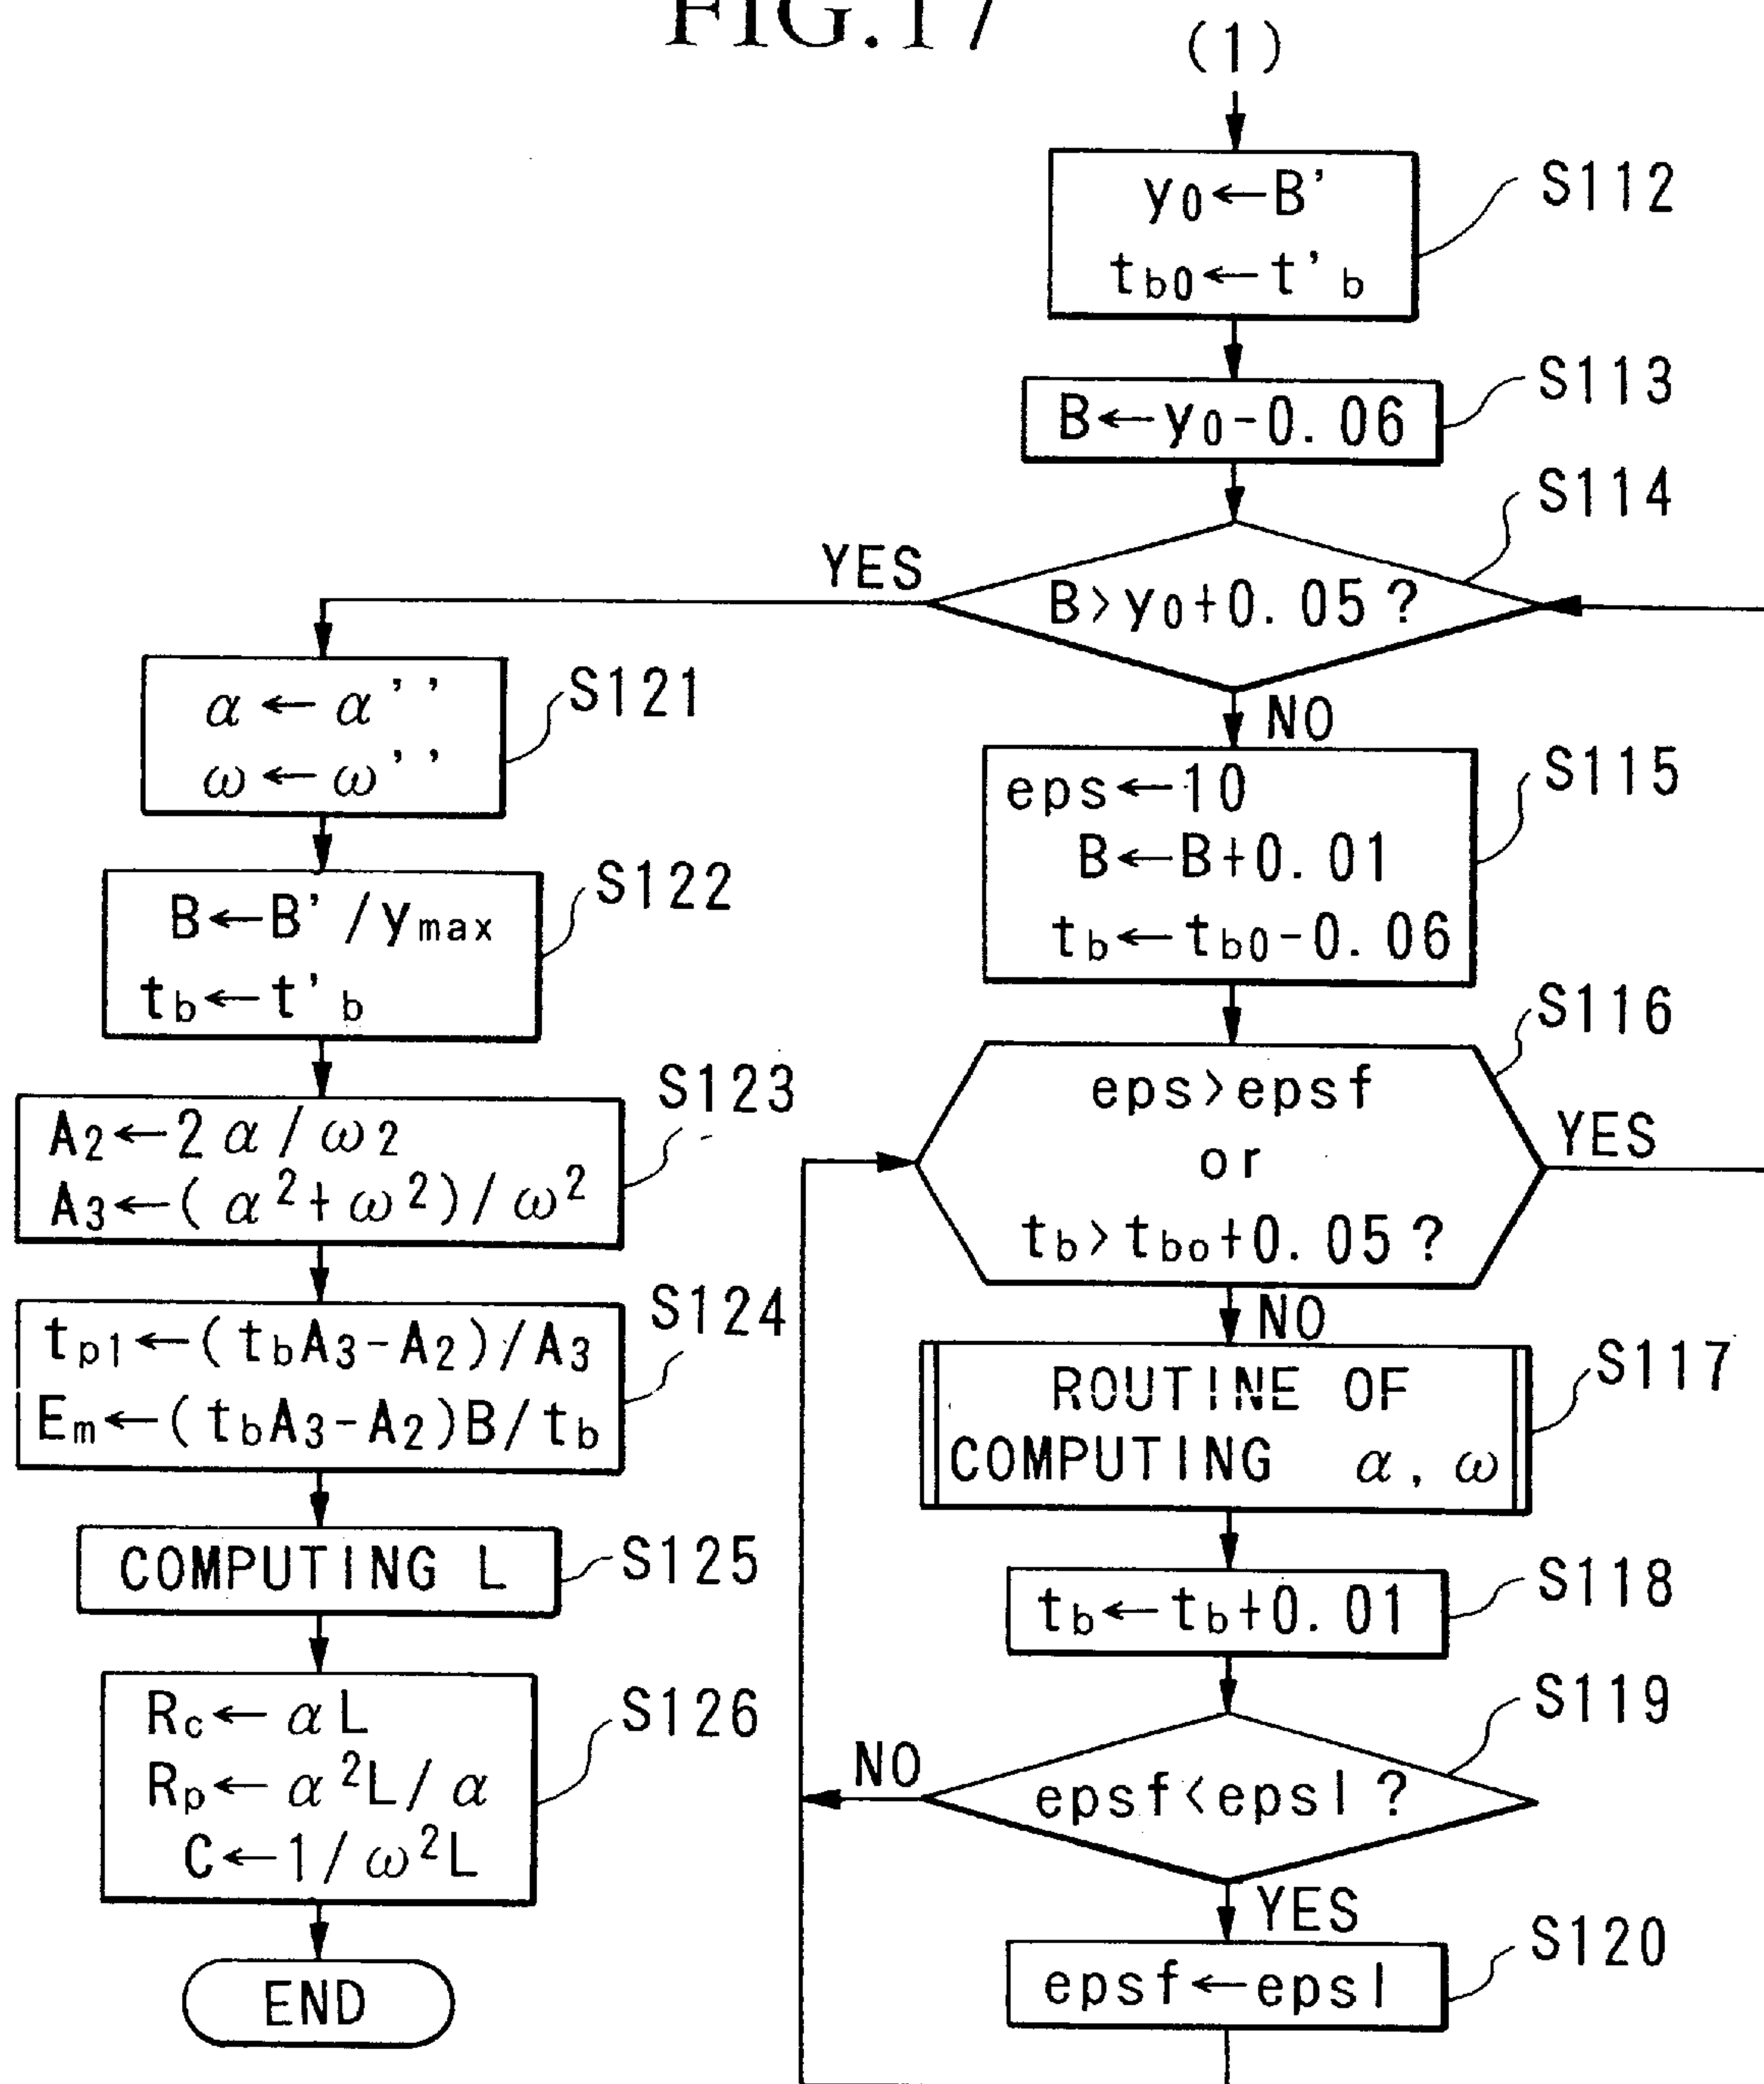 FIG.17
(1)
y0←B'
tb0←t'b
S112
B←y0-0.06
S113
S114
B>y0+0.05?
YES
NO
eps←10
B←B+0.01
tb←tb0-0.06
S115
S116
eps>epsf
or
tb>tbo+0.05?
YES
NO
ROUTINE OF
COMPUTING α, ω
S117
tb←tb+0.01
S118
S119
epsf<epsl?
NO
YES
epsf←epsl
S120
α←α''
ω←ω''
S121
B←B'/ymax
tb←t'b
S122
A2←2α/ω2
A3←(α²+ω²)/ω²
S123
tp1←(tbA3-A2)/A3
Em←(tbA3-A2)B/tb
S124
COMPUTING L
S125
Rc←αL
Rp←α²L/α
C←1/ω²L
S126
END